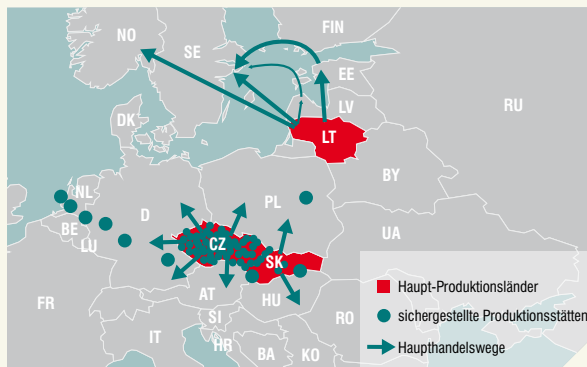 FIN
NO
SE
EE
RU
LV
DK
LT
BY
NL
D
PL
BE
LU
CZ
UA
SK
FR
AT
HU
SI
RO
IT
HR
BA
KO
Haupt-Produktionsländer
sichergestellte Produktionsstätten
Haupthandelswege